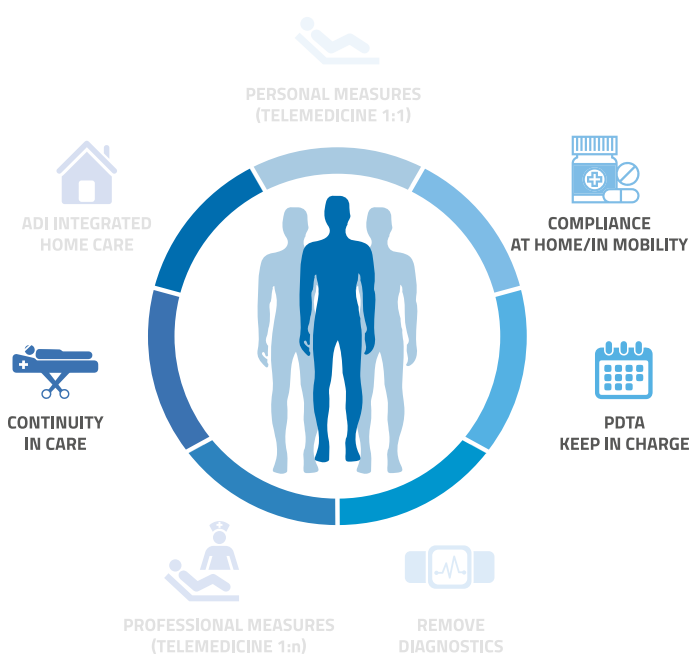 PERSONAL MEASURES
(TELEMEDICINE 1:1)
COMPLIANCE
AT HOME/IN MOBILITY
PDTA
KEEP IN CHARGE
REMOVE
DIAGNOSTICS
PROFESSIONAL MEASURES
(TELEMEDICINE 1:n)
CONTINUITY
IN CARE
ADI INTEGRATED
HOME CARE